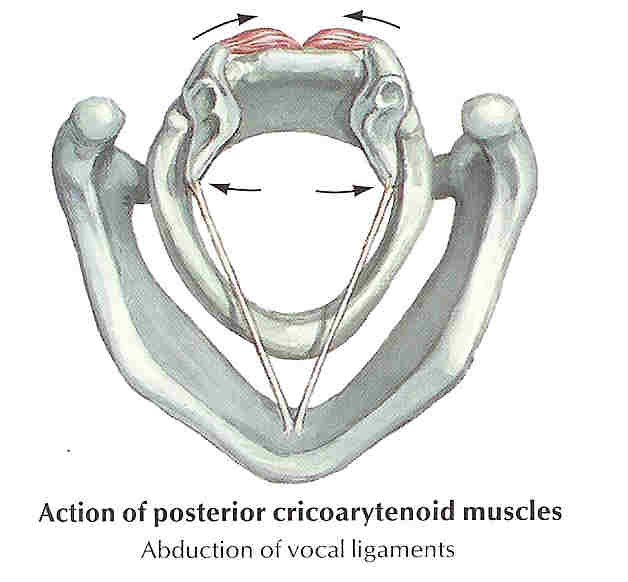 Action of posterior cricoarytenoid muscles
Abduction of vocal ligaments